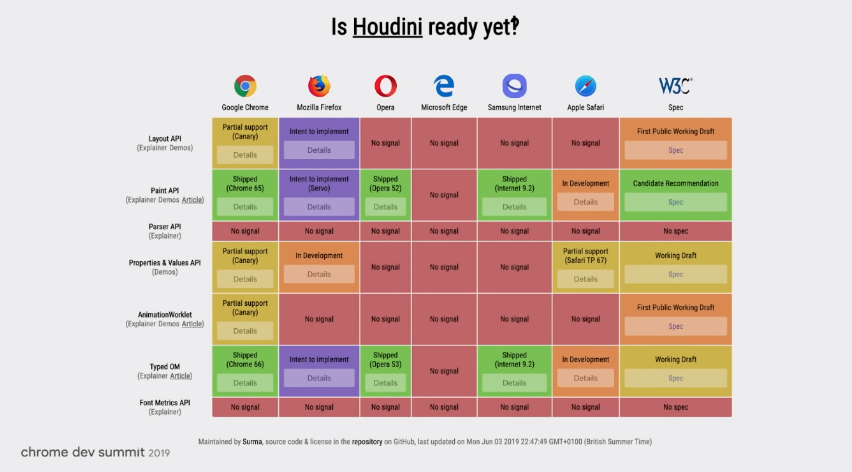 Is Houdini ready yet‽
Google Chrome Mozilla Firefox Opera Microsoft Edge Samsung Internet Apple Safari W3C® Spec
Layout API
(Explainer Demos)
Partial support
(Canary)
Details
Intent to implement
Details
No signal
No signal
No signal
No signal
First Public Working Draft
Spec
Paint API
(Explainer Demos Article)
Shipped
(Chrome 65)
Details
Intent to implement
(Servo)
Details
Shipped
(Opera 52)
Details
No signal
Shipped
(Internet 9.2)
Details
In Development
Details
Candidate Recommendation
Spec
Parser API
(Explainer)
No signal
No signal
No signal
No signal
No signal
No signal
No spec
Properties & Values API
(Demos)
Partial support
(Canary)
Details
In Development
Details
No signal
No signal
No signal
Partial support
(Safari TP 67)
Details
Working Draft
Spec
AnimationWorklet
(Explainer Demos Article)
Partial support
(Canary)
Details
No signal
No signal
No signal
No signal
No signal
First Public Working Draft
Spec
Typed OM
(Explainer Article)
Shipped
(Chrome 66)
Details
Intent to implement
Details
Shipped
(Opera 53)
Details
No signal
Shipped
(Internet 9.2)
Details
In Development
Details
Working Draft
Spec
Font Metrics API
(Explainer)
No signal
No signal
No signal
No signal
No signal
No signal
No spec
Maintained by Surma, source code & license in the repository on GitHub, last updated on Mon Jun 03 2019 22:47:49 GMT+0100 (British Summer Time)
chrome dev summit 2019